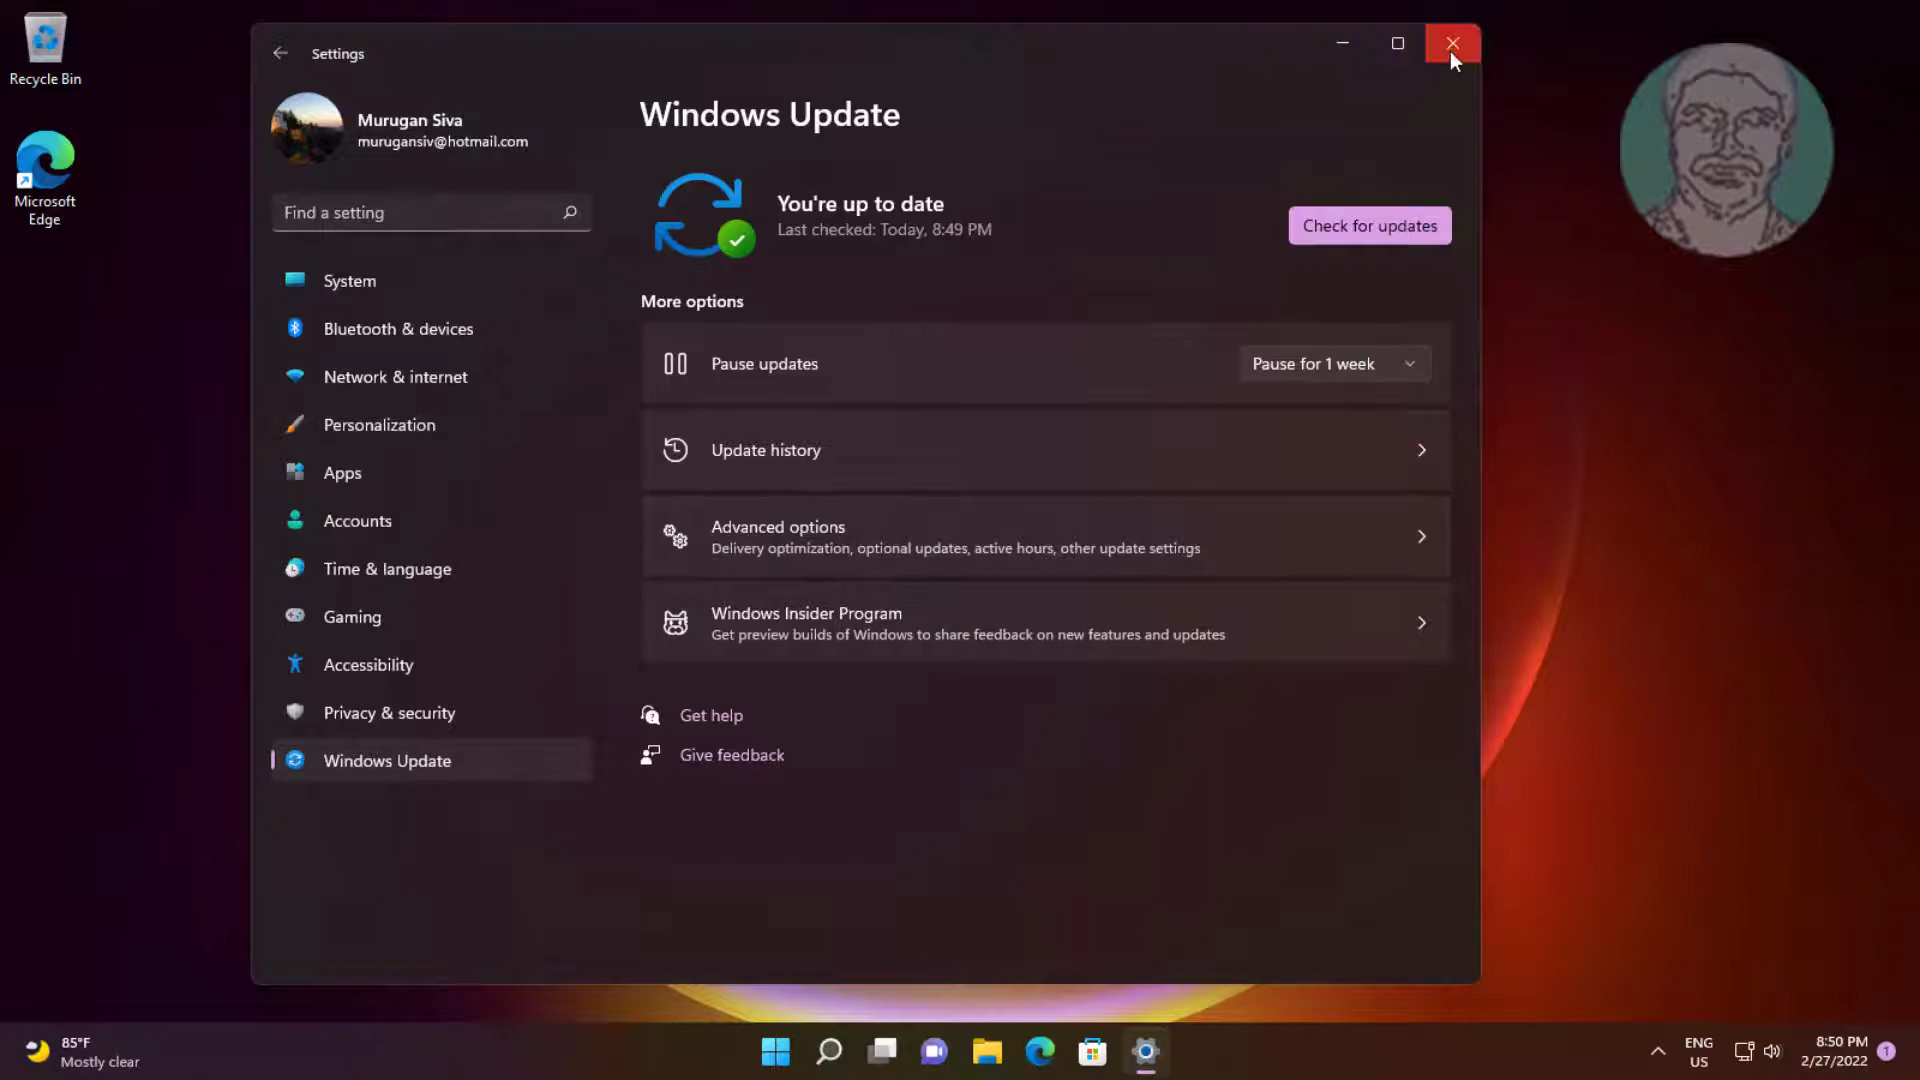 Recycle Bin
Microsoft
Edge
Settings
Murugan Siva
murugansiv@hotmail.com
Find a setting
System
Bluetooth & devices
Network & internet
Personalization
Apps
Accounts
Time & language
Gaming
Accessibility
Privacy & security
Windows Update
Windows Update
You're up to date
Last checked: Today, 8:49 PM
Check for updates
More options
Pause updates
Pause for 1 week
Update history
Advanced options
Delivery optimization, optional updates, active hours, other update settings
Windows Insider Program
Get preview builds of Windows to share feedback on new features and updates
Get help
Give feedback
85°F
Mostly clear
ENG
US
8:50 PM
2/27/2022
1